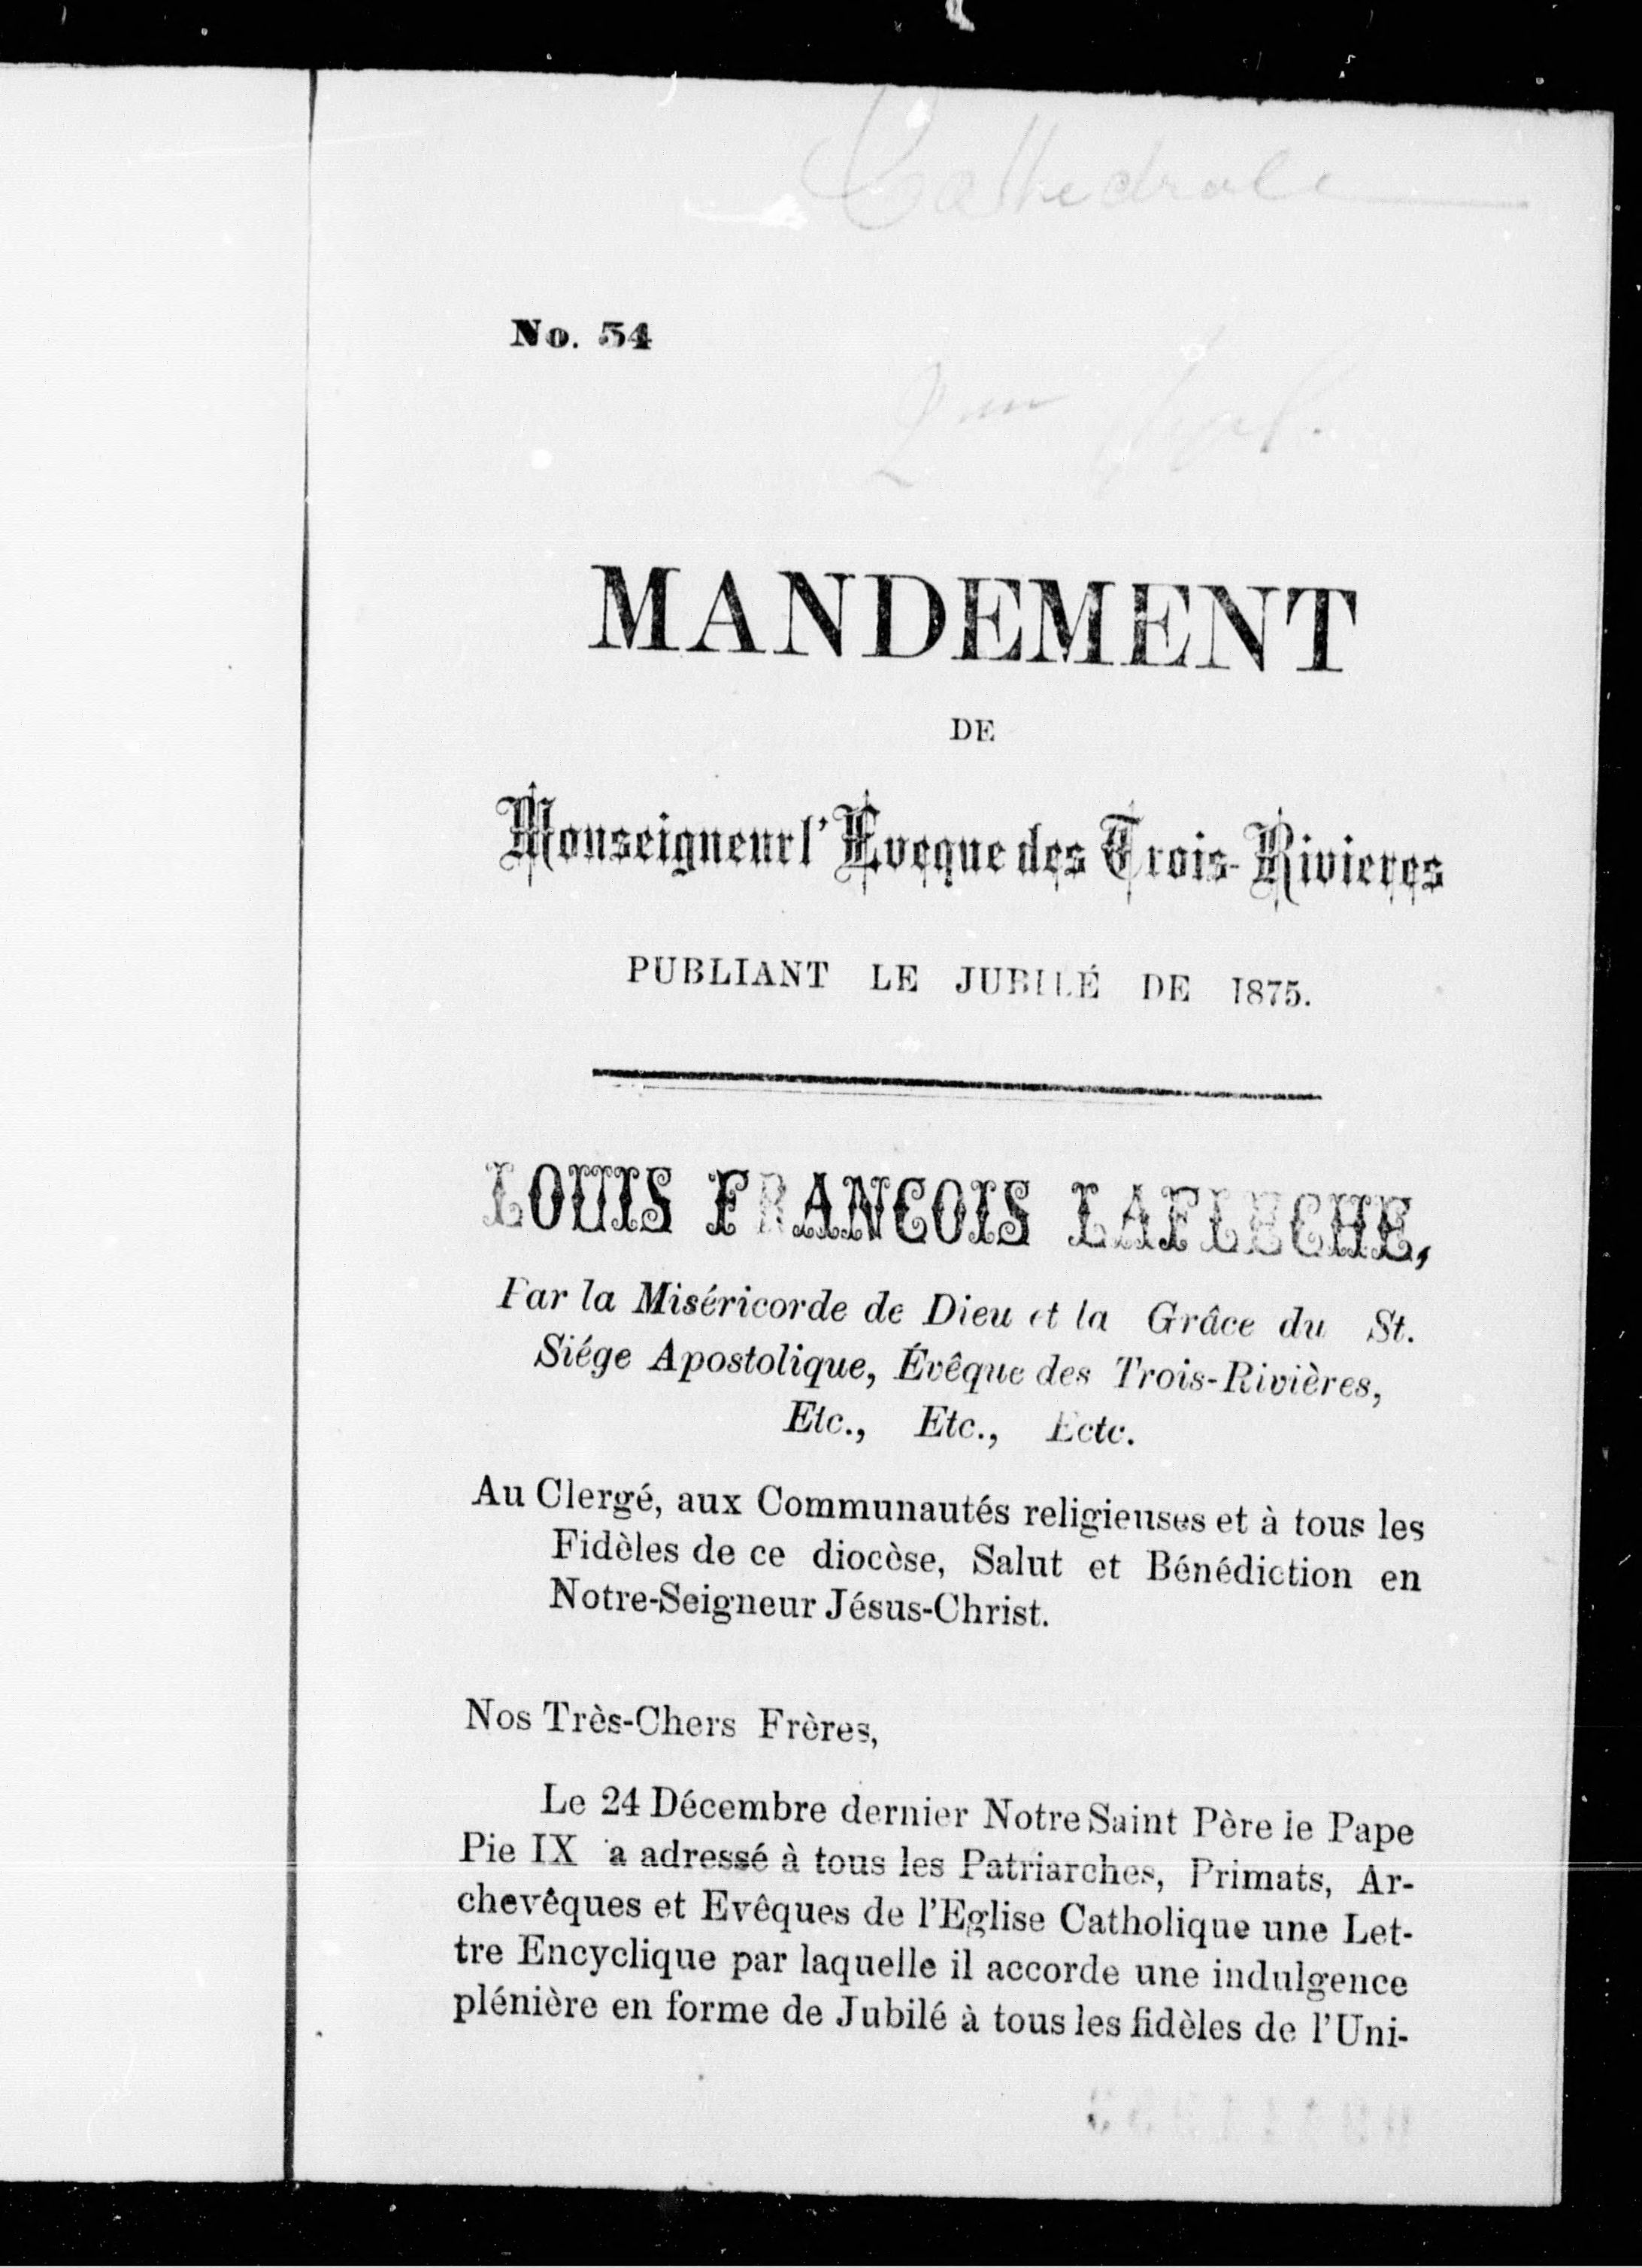 Cathedrale
No. 34
2me
MANDEMENT
DE
Monseigneur l'Eveque des Trois-Rivieres
PUBLIANT LE JUBILÉ DE 1875.
LOUIS FRANCOIS LAFLECHE,
Par la Miséricorde de Dieu et la Grâce du St.
Siége Apostolique, Évêque des Trois-Rivières,
Etc., Etc., Ectc.
Au Clergé, aux Communautés religieuses et à tous les
Fidèles de ce diocèse, Salut et Bénédiction en
Notre-Seigneur Jésus-Christ.
Nos Très-Chers Frères,
Le 24 Décembre dernier Notre Saint Père le Pape
Pie IX a adressé à tous les Patriarches, Primats, Ar-
chevêques et Evêques de l'Eglise Catholique une Let-
tre Encyclique par laquelle il accorde une indulgence
plénière en forme de Jubilé à tous les fidèles de l'Uni-